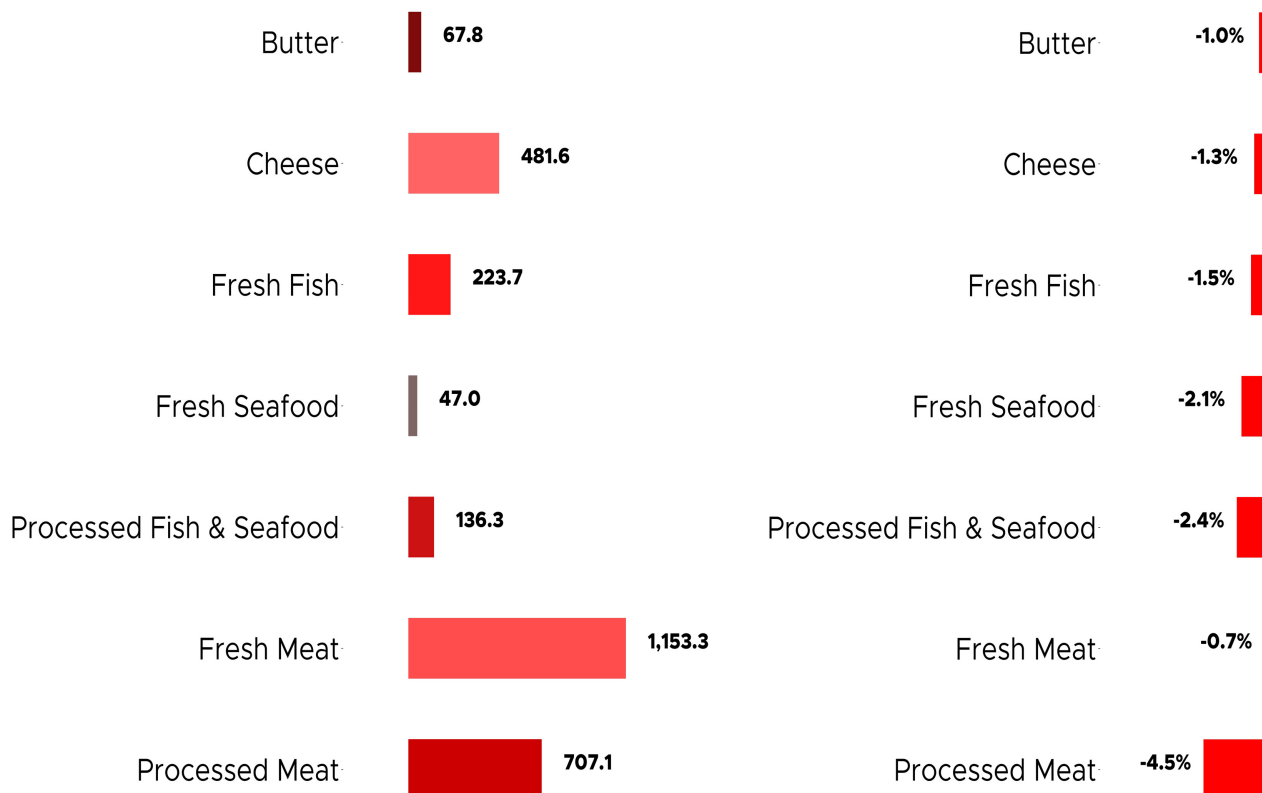 Butter 67.8 Butter -1.0%
Cheese 481.6 Cheese -1.3%
Fresh Fish 223.7 Fresh Fish -1.5%
Fresh Seafood 47.0 Fresh Seafood -2.1%
Processed Fish & Seafood 136.3 Processed Fish & Seafood -2.4%
Fresh Meat 1,153.3 Fresh Meat -0.7%
Processed Meat 707.1 Processed Meat -4.5%